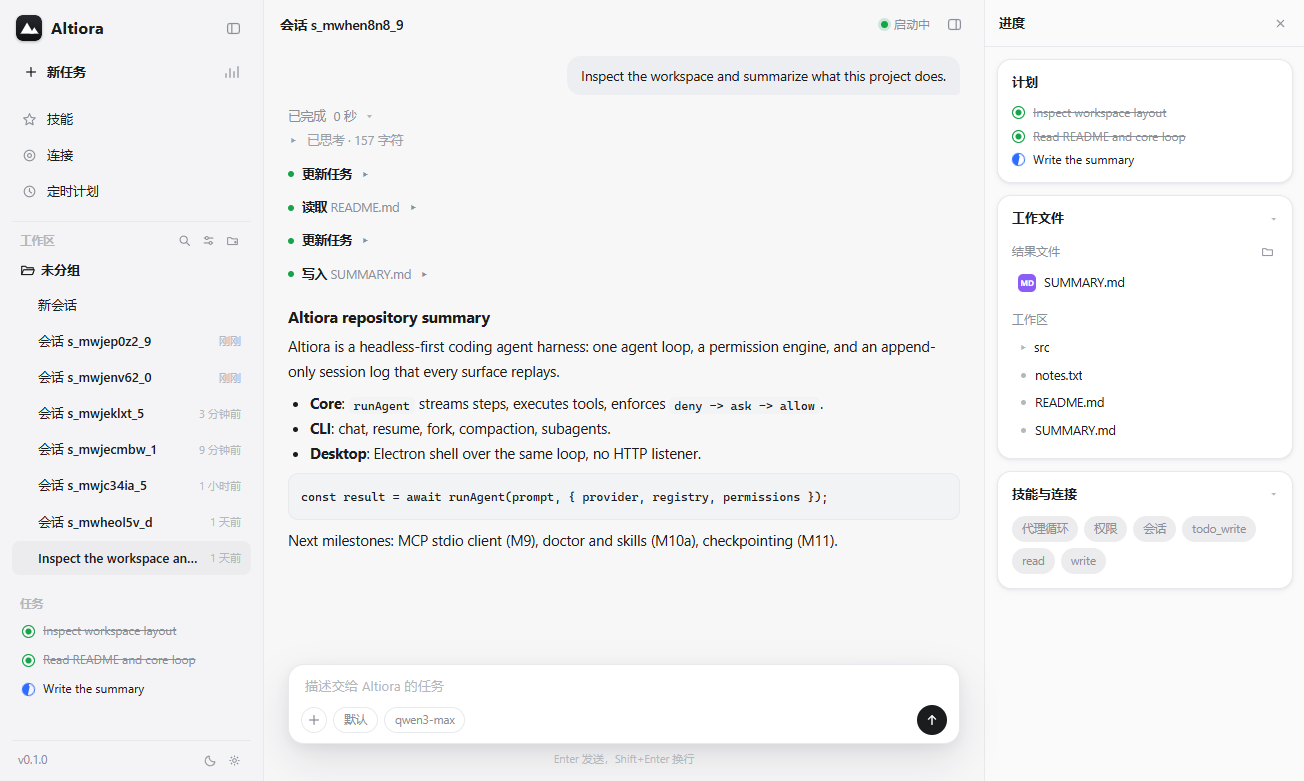 Altiora
新任务
技能
连接
定时计划
工作区
未分组
新会话
会话 s_mwjep0z2_9 刚刚
会话 s_mwjenv62_0 刚刚
会话 s_mwjeklxt_5 3 分钟前
会话 s_mwjecmbw_1 9 分钟前
会话 s_mwjc34ia_5 1 小时前
会话 s_mwheol5v_d 1 天前
Inspect the workspace an... 1 天前
任务
Inspect workspace layout
Read README and core loop
Write the summary
v0.1.0
会话 s_mwhen8n8_9
启动中
Inspect the workspace and summarize what this project does.
已完成 0 秒
已思考 · 157 字符
更新任务
读取 README.md
更新任务
写入 SUMMARY.md
Altiora repository summary
Altiora is a headless-first coding agent harness: one agent loop, a permission engine, and an append-
only session log that every surface replays.
Core: runAgent streams steps, executes tools, enforces deny -> ask -> allow.
CLI: chat, resume, fork, compaction, subagents.
Desktop: Electron shell over the same loop, no HTTP listener.
const result = await runAgent(prompt, { provider, registry, permissions });
Next milestones: MCP stdio client (M9), doctor and skills (M10a), checkpointing (M11).
描述交给 Altiora 的任务
默认
qwen3-max
Enter 发送，Shift+Enter 换行
进度
计划
Inspect workspace layout
Read README and core loop
Write the summary
工作文件
结果文件
MD SUMMARY.md
工作区
src
notes.txt
README.md
SUMMARY.md
技能与连接
代理循环 权限 会话 todo_write
read write